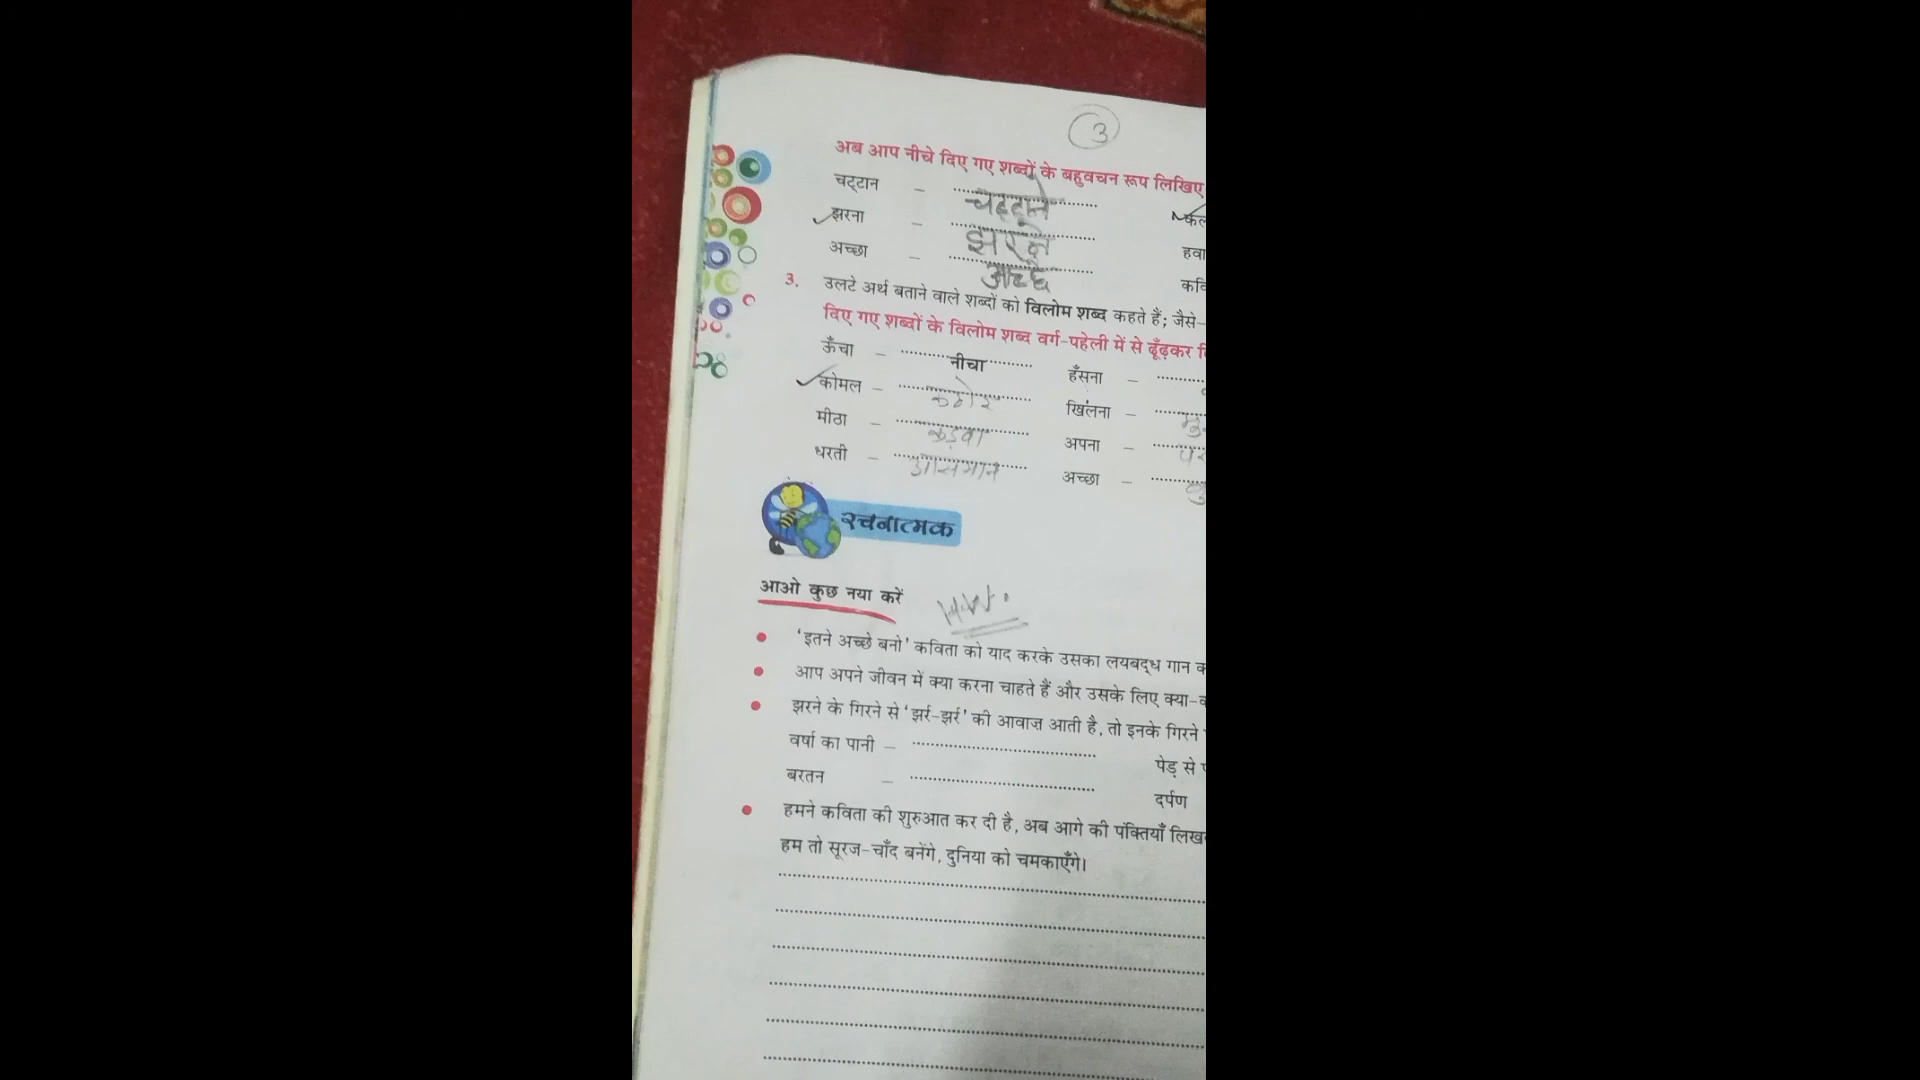 3
अब आप नीचे दिए गए शब्दों के बहुवचन रूप लिखिए
चट्टान – चट्टाने
झरना – झरने
अच्छा – अच्छे
हवा
3. उलटे अर्थ बताने वाले शब्दों को विलोम शब्द कहते हैं; जैसे–
दिए गए शब्दों के विलोम शब्द वर्ग-पहेली में से ढूँढ़कर
ऊँचा – नीचा हँसना –
कोमल – कठोर खिलना –
मीठा – कड़वा अपना –
धरती – आसमान अच्छा –
रचनात्मक
आओ कुछ नया करें H.W.
• 'इतने अच्छे बनो' कविता को याद करके उसका लयबद्ध गान
• आप अपने जीवन में क्या करना चाहते हैं और उसके लिए क्या-
• झरने के गिरने से 'झर्र-झर्र' की आवाज़ आती है, तो इनके गिरने
वर्षा का पानी – पेड़ से
बरतन – दर्पण
• हमने कविता की शुरुआत कर दी है, अब आगे की पंक्तियाँ
हम तो सूरज-चाँद बनेंगे, दुनिया को चमकाएँगे।